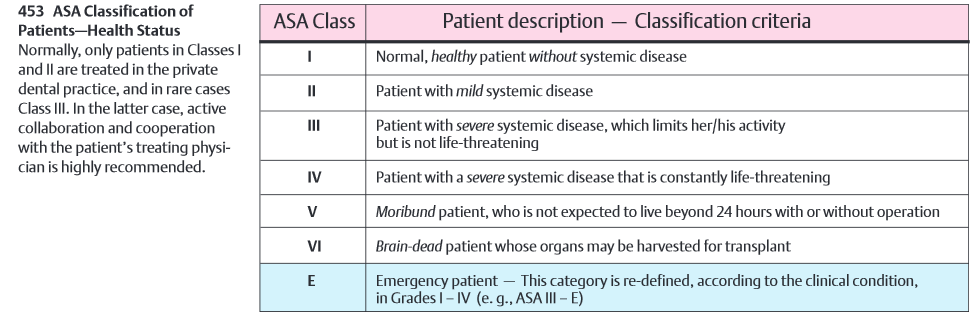 453 ASA Classification of
Patients—Health Status
Normally, only patients in Classes I
and II are treated in the private
dental practice, and in rare cases
Class III. In the latter case, active
collaboration and cooperation
with the patient's treating physi-
cian is highly recommended.
ASA Class Patient description — Classification criteria
I Normal, healthy patient without systemic disease
II Patient with mild systemic disease
III Patient with severe systemic disease, which limits her/his activity
but is not life-threatening
IV Patient with a severe systemic disease that is constantly life-threatening
V Moribund patient, who is not expected to live beyond 24 hours with or without operation
VI Brain-dead patient whose organs may be harvested for transplant
E Emergency patient — This category is re-defined, according to the clinical condition,
in Grades I – IV (e. g., ASA III – E)